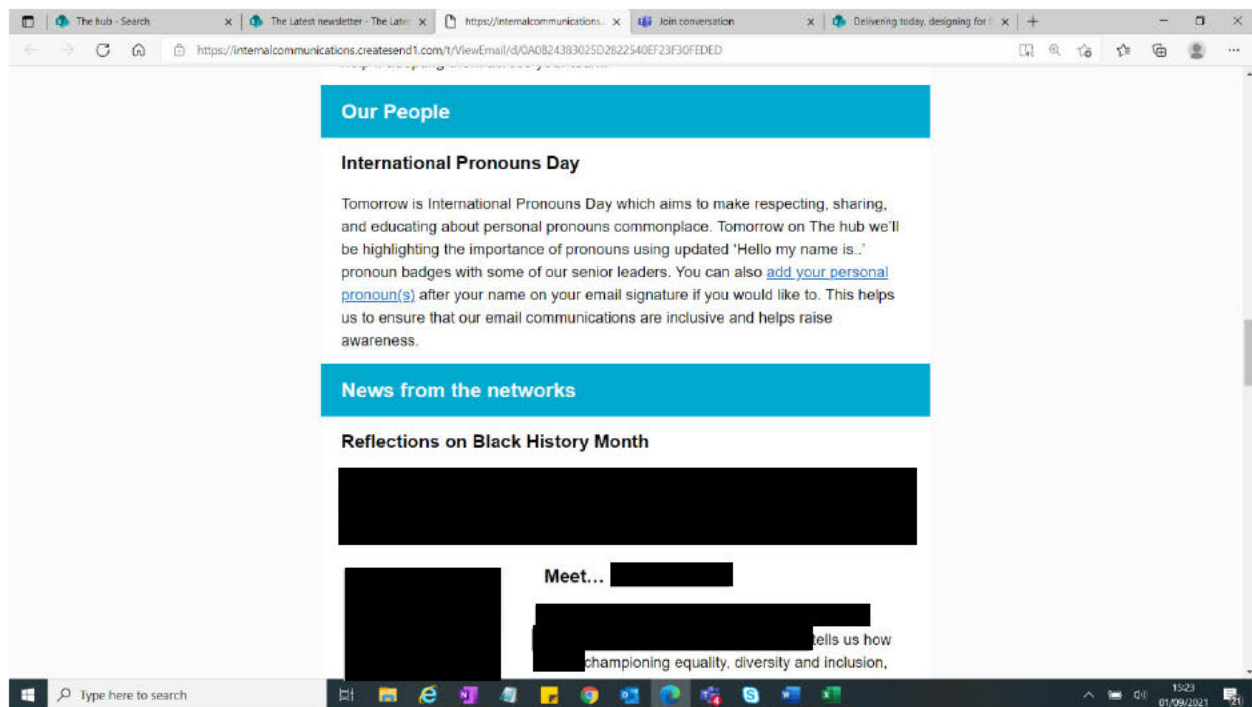 The hub - Search
The Latest newsletter - The Late
https://internalcommunications.
Join conversation
Delivering today, designing for
https://internalcommunications.createsend1.com/t/ViewEmail/d/0A0B24383025D2822540EF23F30FEDED
Our People
International Pronouns Day
Tomorrow is International Pronouns Day which aims to make respecting, sharing,
and educating about personal pronouns commonplace. Tomorrow on The hub we'll
be highlighting the importance of pronouns using updated 'Hello my name is..'
pronoun badges with some of our senior leaders. You can also add your personal
pronoun(s) after your name on your email signature if you would like to. This helps
us to ensure that our email communications are inclusive and helps raise
awareness.
News from the networks
Reflections on Black History Month
Meet...
tells us how
championing equality, diversity and inclusion,
Type here to search
15:23
01/09/2021